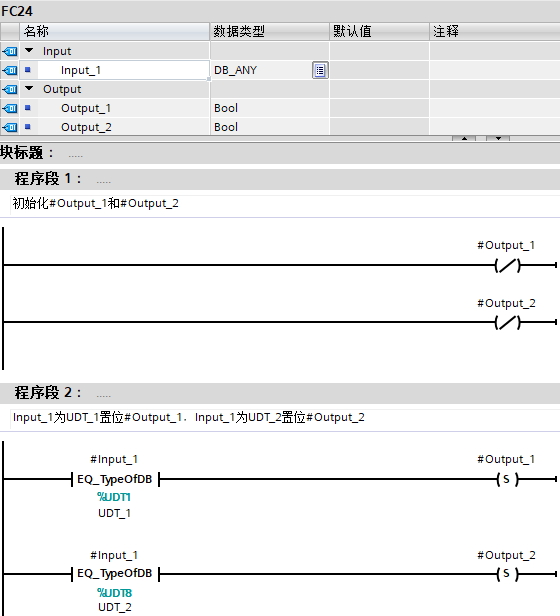 FC24
名称 数据类型 默认值 注释
Input
Input_1 DB_ANY
Output
Output_1 Bool
Output_2 Bool
块标题： .....
程序段 1： .....
初始化#Output_1和#Output_2
#Output_1
#Output_2
程序段 2： .....
Input_1为UDT_1置位#Output_1．Input_1为UDT_2置位#Output_2
#Input_1 #Output_1
EQ_TypeOfDB S
%UDT1
UDT_1
#Input_1 #Output_2
EQ_TypeOfDB S
%UDT8
UDT_2